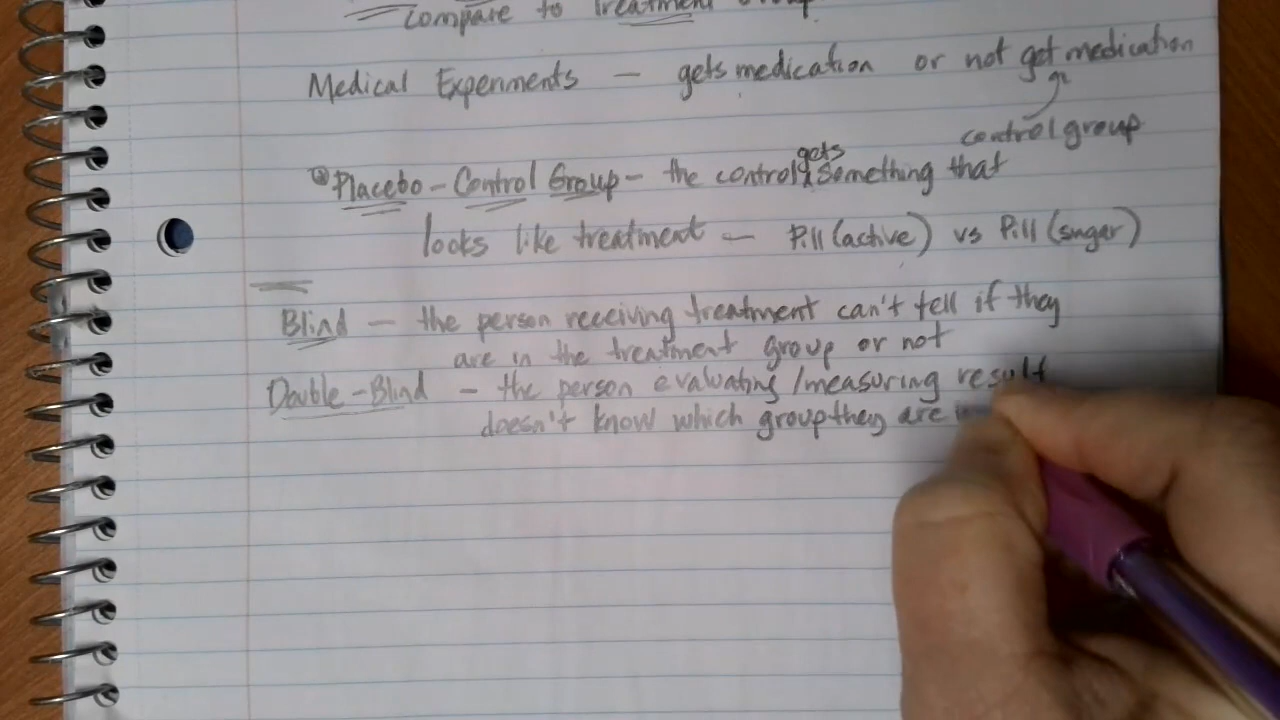 compare to Treatment Group.
Medical Experiments — gets medication or not get medication
control group
gets
Placebo - Control Group - the control something that
looks like treatment — Pill (active) vs Pill (sugar)
Blind — the person receiving treatment can't tell if they
are in the treatment group or not
Double-Blind - the person evaluating/measuring result
doesn't know which group they are